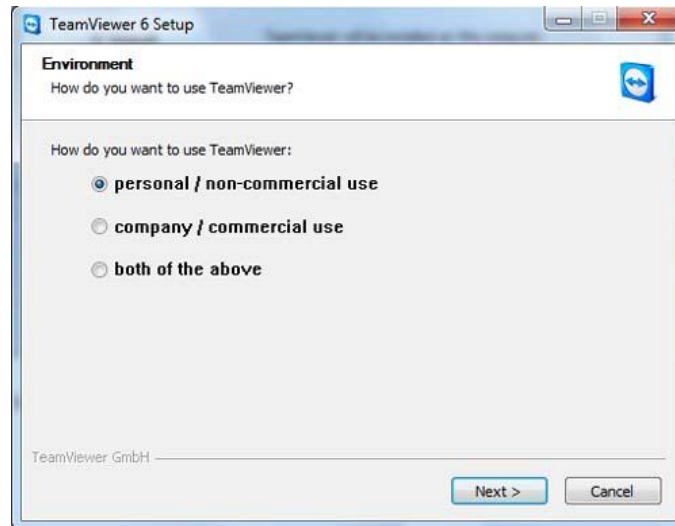 TeamViewer 6 Setup
Environment
How do you want to use TeamViewer?
How do you want to use TeamViewer:
personal / non-commercial use
company / commercial use
both of the above
TeamViewer GmbH
Next >
Cancel